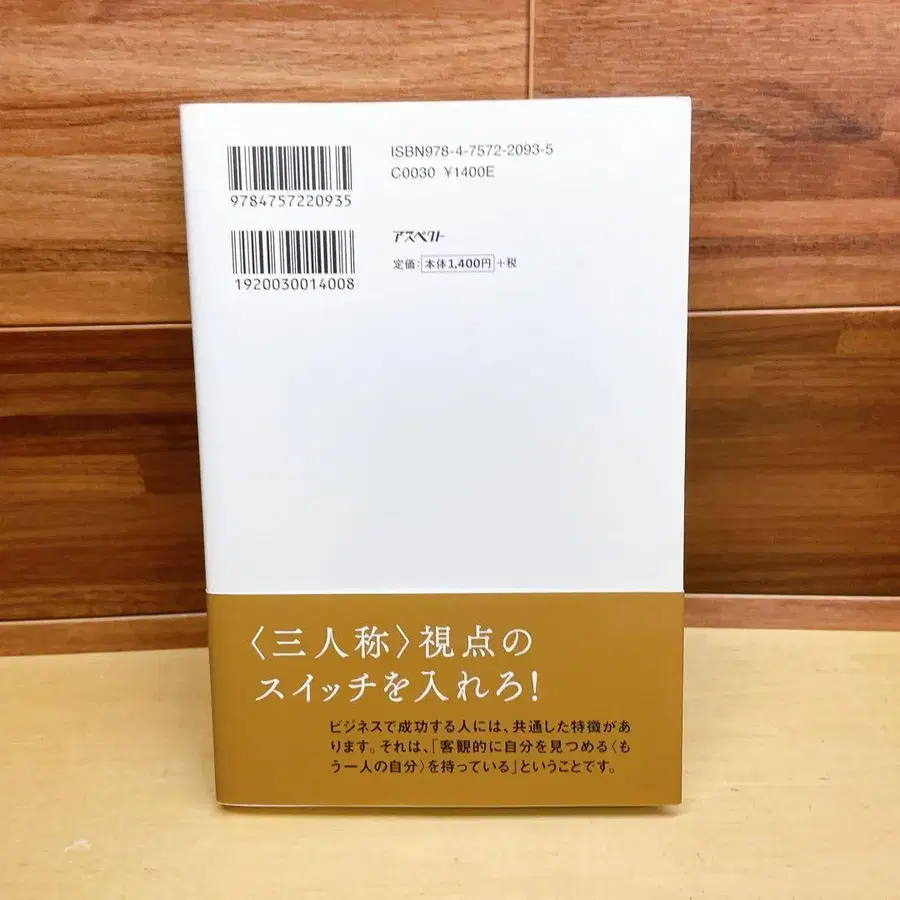 ISBN978-4-7572-2093-5
C0030 ¥1400E
9784757220935
アスペクト
定価:本体1,400円+税
1920030014008
〈三人称〉視点の
スイッチを入れろ!
ビジネスで成功する人には、共通した特徴があ
ります。それは、「客観的に自分を見つめる〈も
う一人の自分〉を持っている」ということです。